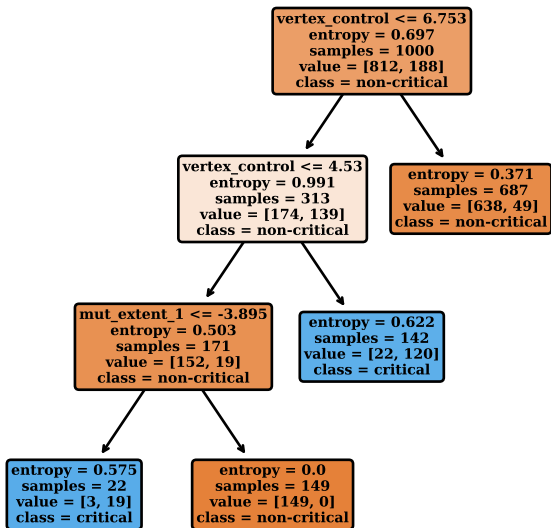 vertex_control <= 6.753
entropy = 0.697
samples = 1000
value = [812, 188]
class = non-critical
vertex_control <= 4.53
entropy = 0.991
samples = 313
value = [174, 139]
class = non-critical
entropy = 0.371
samples = 687
value = [638, 49]
class = non-critical
mut_extent_1 <= -3.895
entropy = 0.503
samples = 171
value = [152, 19]
class = non-critical
entropy = 0.622
samples = 142
value = [22, 120]
class = critical
entropy = 0.575
samples = 22
value = [3, 19]
class = critical
entropy = 0.0
samples = 149
value = [149, 0]
class = non-critical